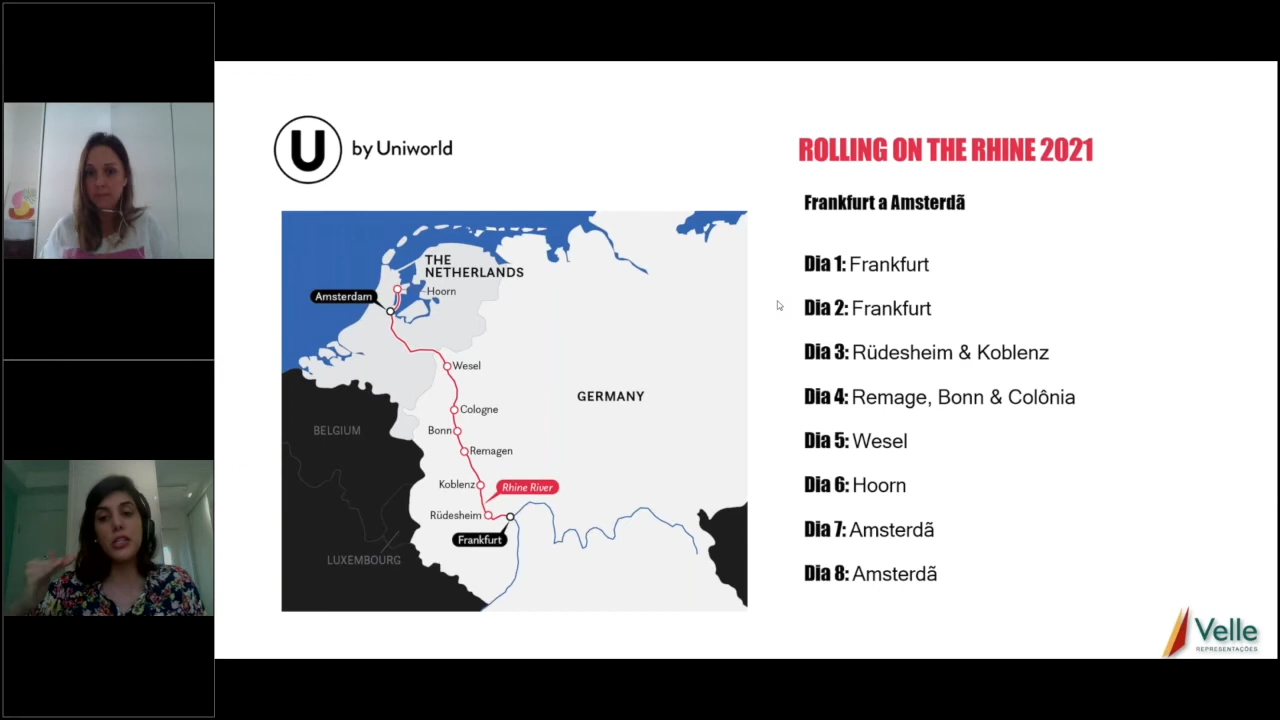 U by Uniworld
ROLLING ON THE RHINE 2021
Frankfurt a Amsterdã
Dia 1: Frankfurt
Dia 2: Frankfurt
Dia 3: Rüdesheim & Koblenz
Dia 4: Remage, Bonn & Colônia
Dia 5: Wesel
Dia 6: Hoorn
Dia 7: Amsterdã
Dia 8: Amsterdã
THE
NETHERLANDS
Hoorn
Amsterdam
Wesel
GERMANY
Cologne
BELGIUM
Bonn
Remagen
Koblenz
Rhine River
Rüdesheim
Frankfurt
LUXEMBOURG
Velle
REPRESENTAÇÕES